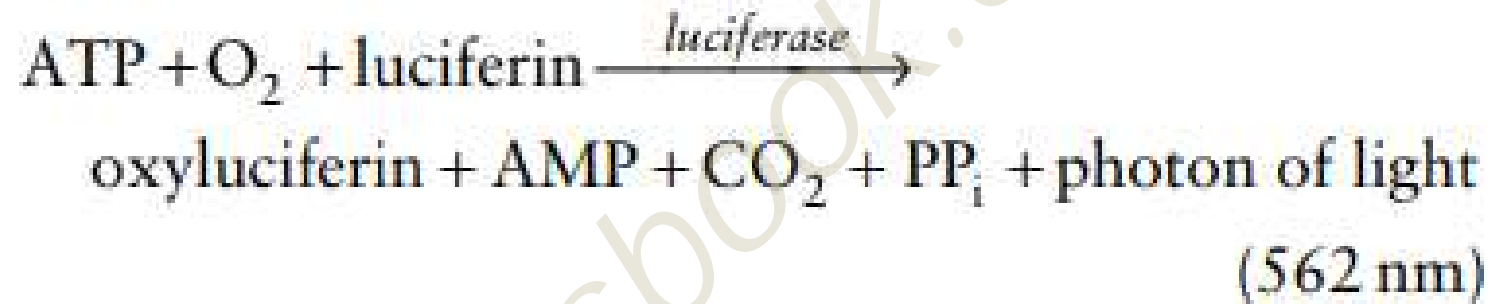 luciferase
ATP + O₂ + luciferin ⟶
oxyluciferin + AMP + CO₂ + PPᵢ + photon of light
(562 nm)